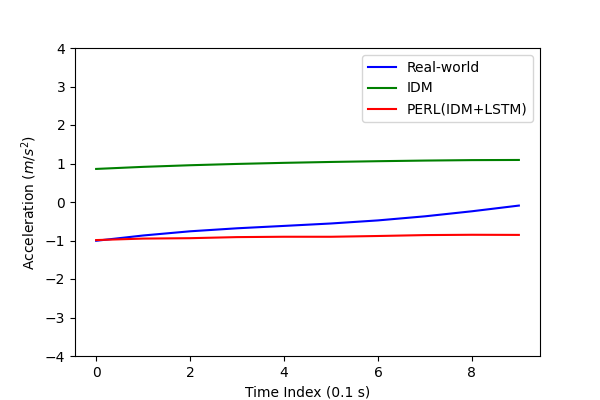 Real-world
IDM
PERL(IDM+LSTM)
4
3
2
1
0
−1
−2
−3
−4
Acceleration (m/s²)
0 2 4 6 8
Time Index (0.1 s)